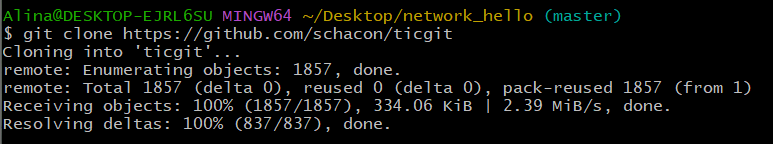 Alina@DESKTOP-EJRL6SU MINGW64 ~/Desktop/network_hello (master)
$ git clone https://github.com/schacon/ticgit
Cloning into 'ticgit'...
remote: Enumerating objects: 1857, done.
remote: Total 1857 (delta 0), reused 0 (delta 0), pack-reused 1857 (from 1)
Receiving objects: 100% (1857/1857), 334.06 KiB | 2.39 MiB/s, done.
Resolving deltas: 100% (837/837), done.